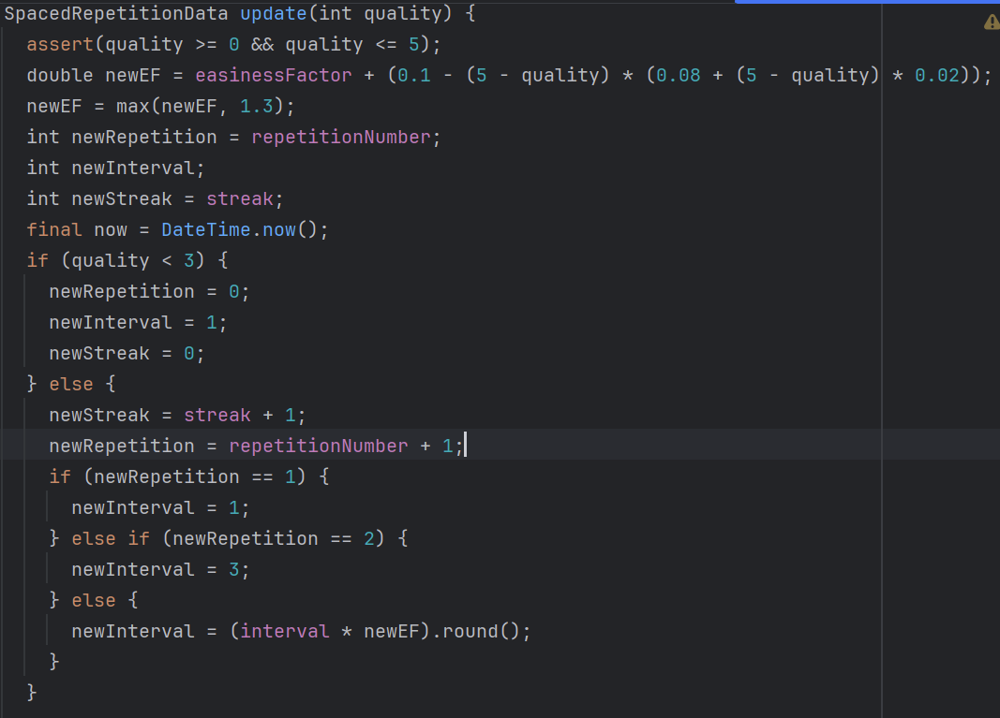 SpacedRepetitionData update(int quality) {
  assert(quality >= 0 && quality <= 5);
  double newEF = easinessFactor + (0.1 - (5 - quality) * (0.08 + (5 - quality) * 0.02));
  newEF = max(newEF, 1.3);
  int newRepetition = repetitionNumber;
  int newInterval;
  int newStreak = streak;
  final now = DateTime.now();
  if (quality < 3) {
    newRepetition = 0;
    newInterval = 1;
    newStreak = 0;
  } else {
    newStreak = streak + 1;
    newRepetition = repetitionNumber + 1;
    if (newRepetition == 1) {
      newInterval = 1;
    } else if (newRepetition == 2) {
      newInterval = 3;
    } else {
      newInterval = (interval * newEF).round();
    }
  }